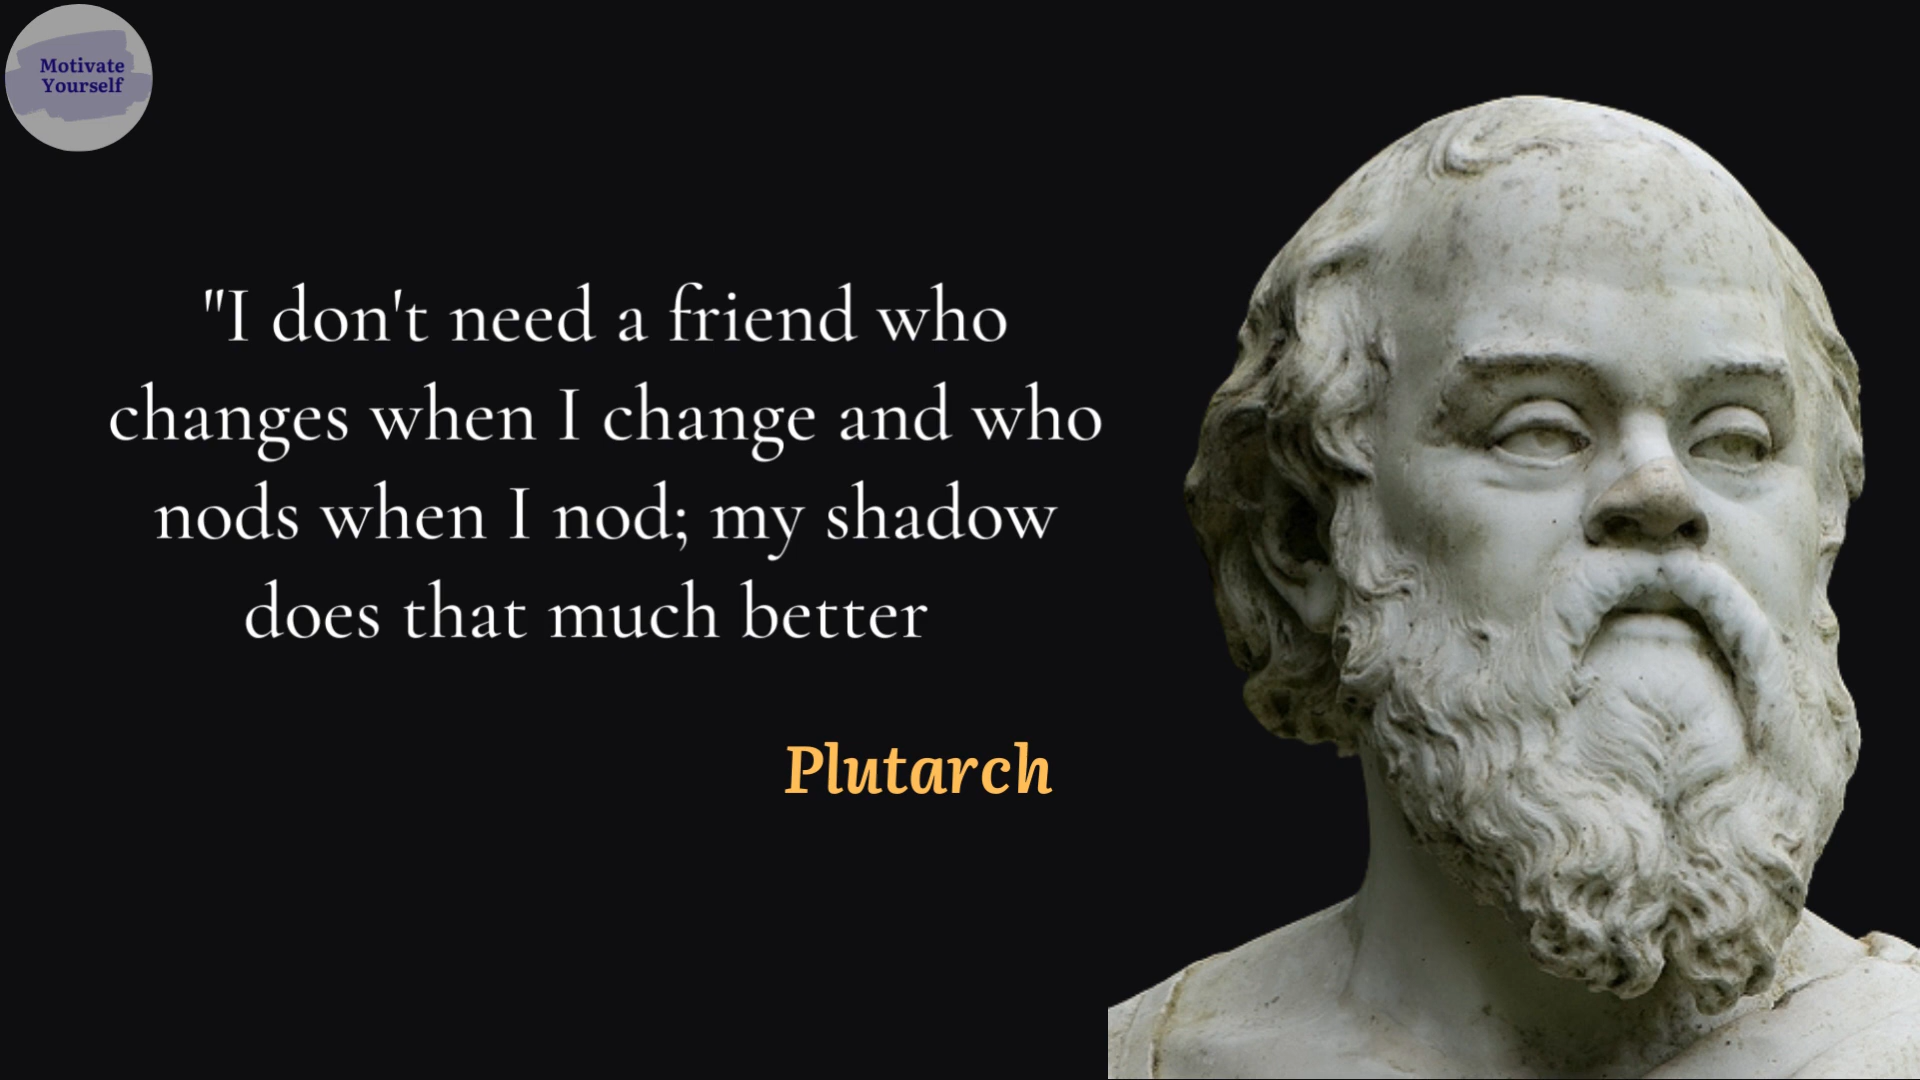 Motivate
Yourself
"I don't need a friend who
changes when I change and who
nods when I nod; my shadow
does that much better
Plutarch